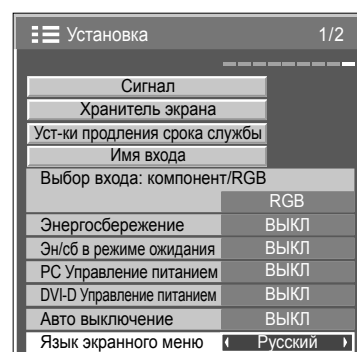 Установка 1/2
Сигнал
Хранитель экрана
Уст-ки продления срока службы
Имя входа
Выбор входа: компонент/RGB
RGB
Энергосбережение ВЫКЛ
Эн/сб в режиме ожидания ВЫКЛ
PC Управление питанием ВЫКЛ
DVI-D Управление питанием ВЫКЛ
Авто выключение ВЫКЛ
Язык экранного меню Русский